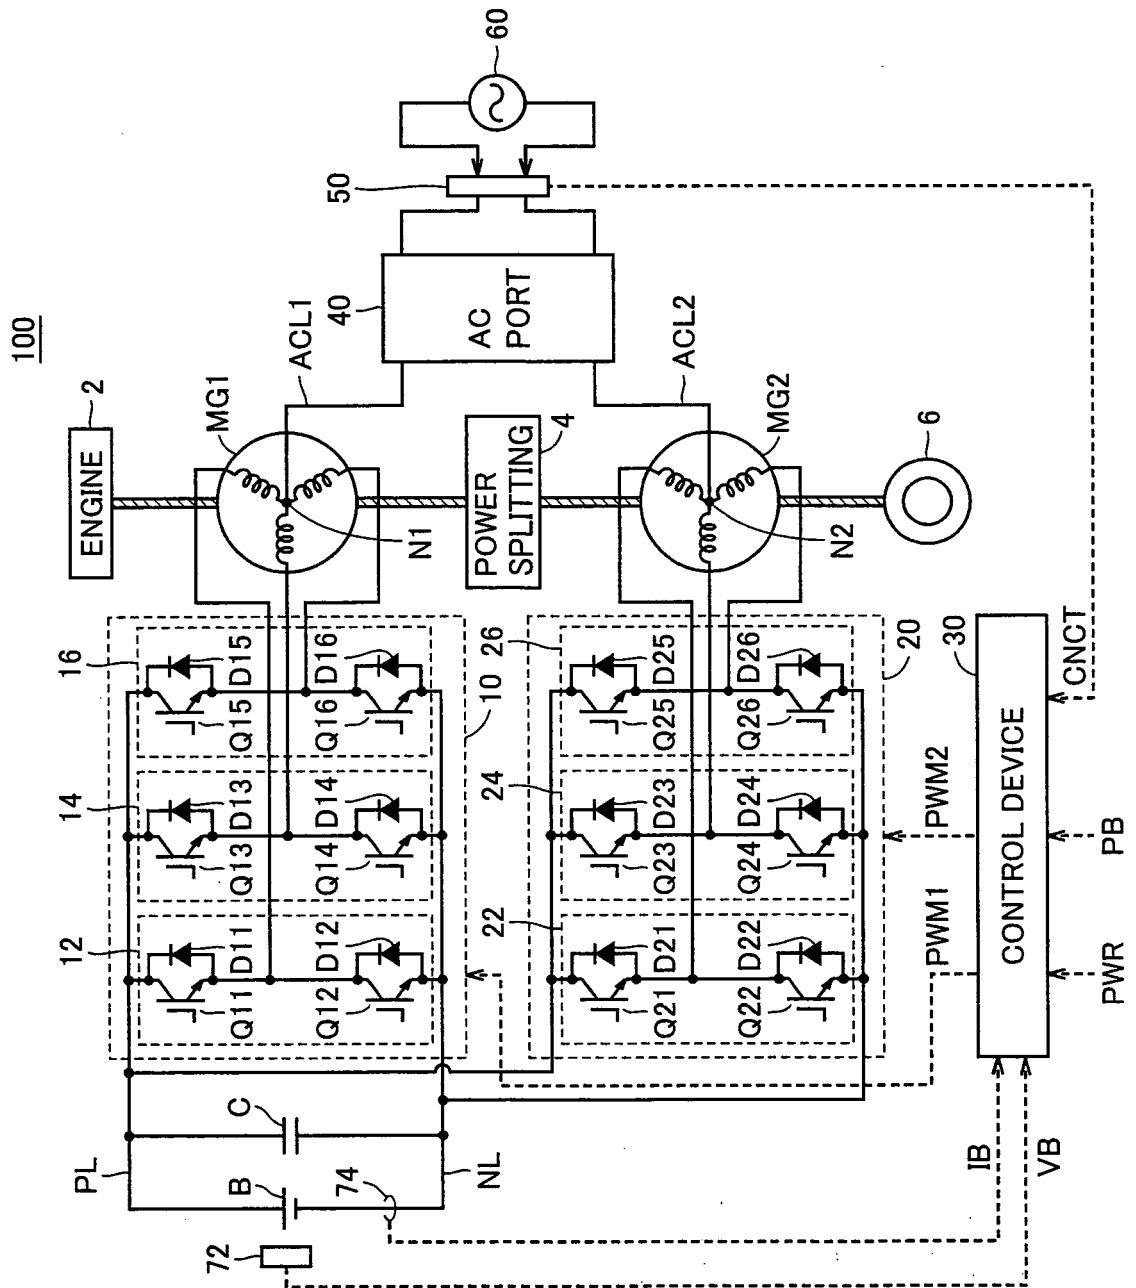 100
ENGINE
2
MG1
ACL1
40
AC
PORT
50
60
N1
POWER
SPLITTING
4
ACL2
MG2
N2
6
PL
B
C
NL
72
74
12
14
16
Q11
D11
Q13
D13
Q15
D15
Q12
D12
Q14
D14
Q16
D16
10
22
24
26
Q21
D21
Q23
D23
Q25
D25
Q22
D22
Q24
D24
Q26
D26
20
PWM1
PWM2
30
CONTROL DEVICE
CNCT
IB
VB
PWR
PB